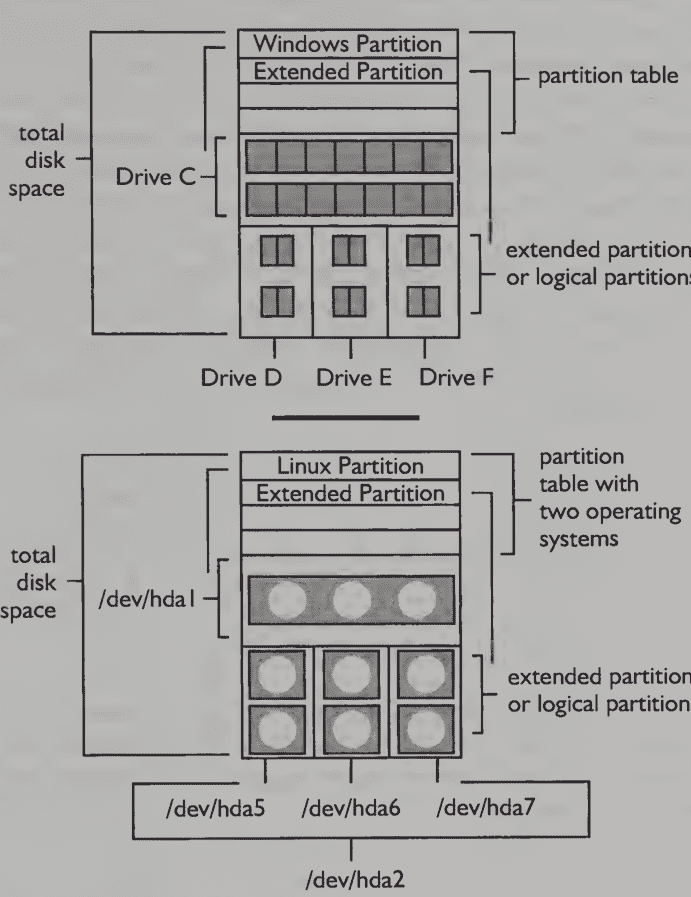 Windows Partition
Extended Partition
partition table
total
disk
space
Drive C
extended partition
or logical partitions
Drive D
Drive E
Drive F
Linux Partition
Extended Partition
partition
table with
two operating
systems
total
disk
space
/dev/hda1
extended partition
or logical partition
/dev/hda5
/dev/hda6
/dev/hda7
/dev/hda2